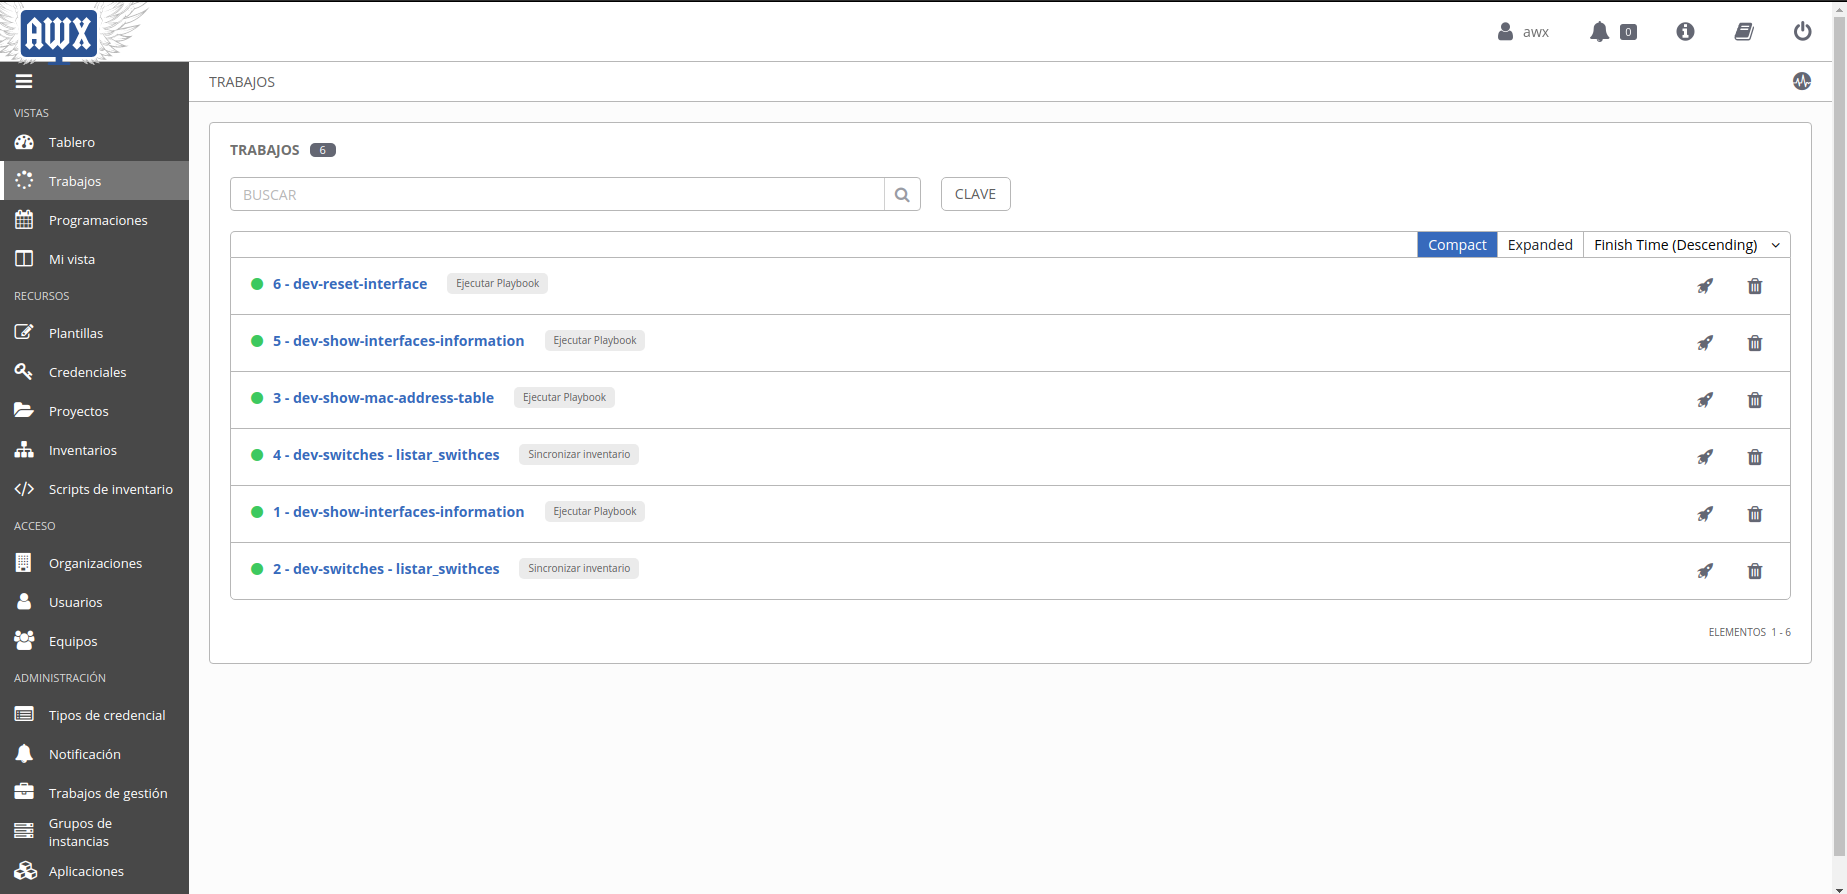 AWX
awx
0
TRABAJOS
VISTAS
Tablero
Trabajos
Programaciones
Mi vista
RECURSOS
Plantillas
Credenciales
Proyectos
Inventarios
Scripts de inventario
ACCESO
Organizaciones
Usuarios
Equipos
ADMINISTRACIÓN
Tipos de credencial
Notificación
Trabajos de gestión
Grupos de
instancias
Aplicaciones
TRABAJOS 6
BUSCAR
CLAVE
Compact Expanded Finish Time (Descending)
6 - dev-reset-interface Ejecutar Playbook
5 - dev-show-interfaces-information Ejecutar Playbook
3 - dev-show-mac-address-table Ejecutar Playbook
4 - dev-switches - listar_swithces Sincronizar inventario
1 - dev-show-interfaces-information Ejecutar Playbook
2 - dev-switches - listar_swithces Sincronizar inventario
ELEMENTOS 1 - 6